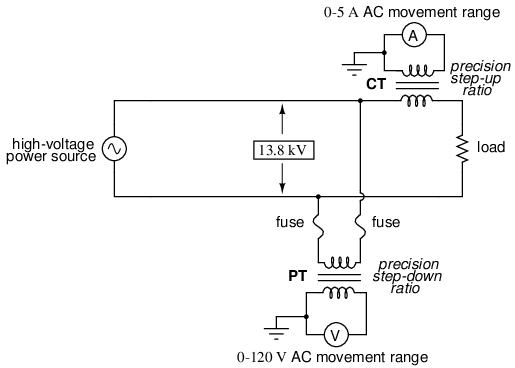 0-5 A AC movement range
A
precision
step-up
ratio
CT
high-voltage
power source
13.8 kV
load
fuse
fuse
PT
precision
step-down
ratio
V
0-120 V AC movement range